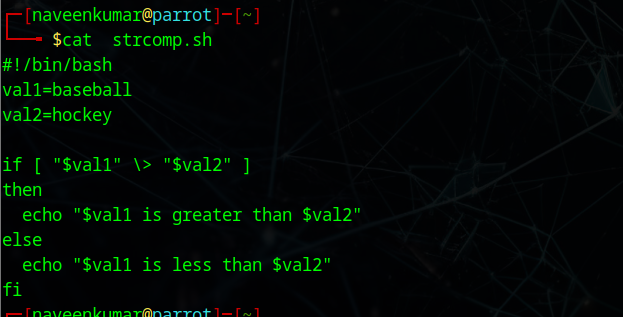 ┌─[naveenkumar@parrot]─[~]
└──╼ $cat  strcomp.sh
#!/bin/bash
val1=baseball
val2=hockey

if [ "$val1" \> "$val2" ]
then
  echo "$val1 is greater than $val2"
else
  echo "$val1 is less than $val2"
fi
┌─[naveenkumar@parrot]─[~]